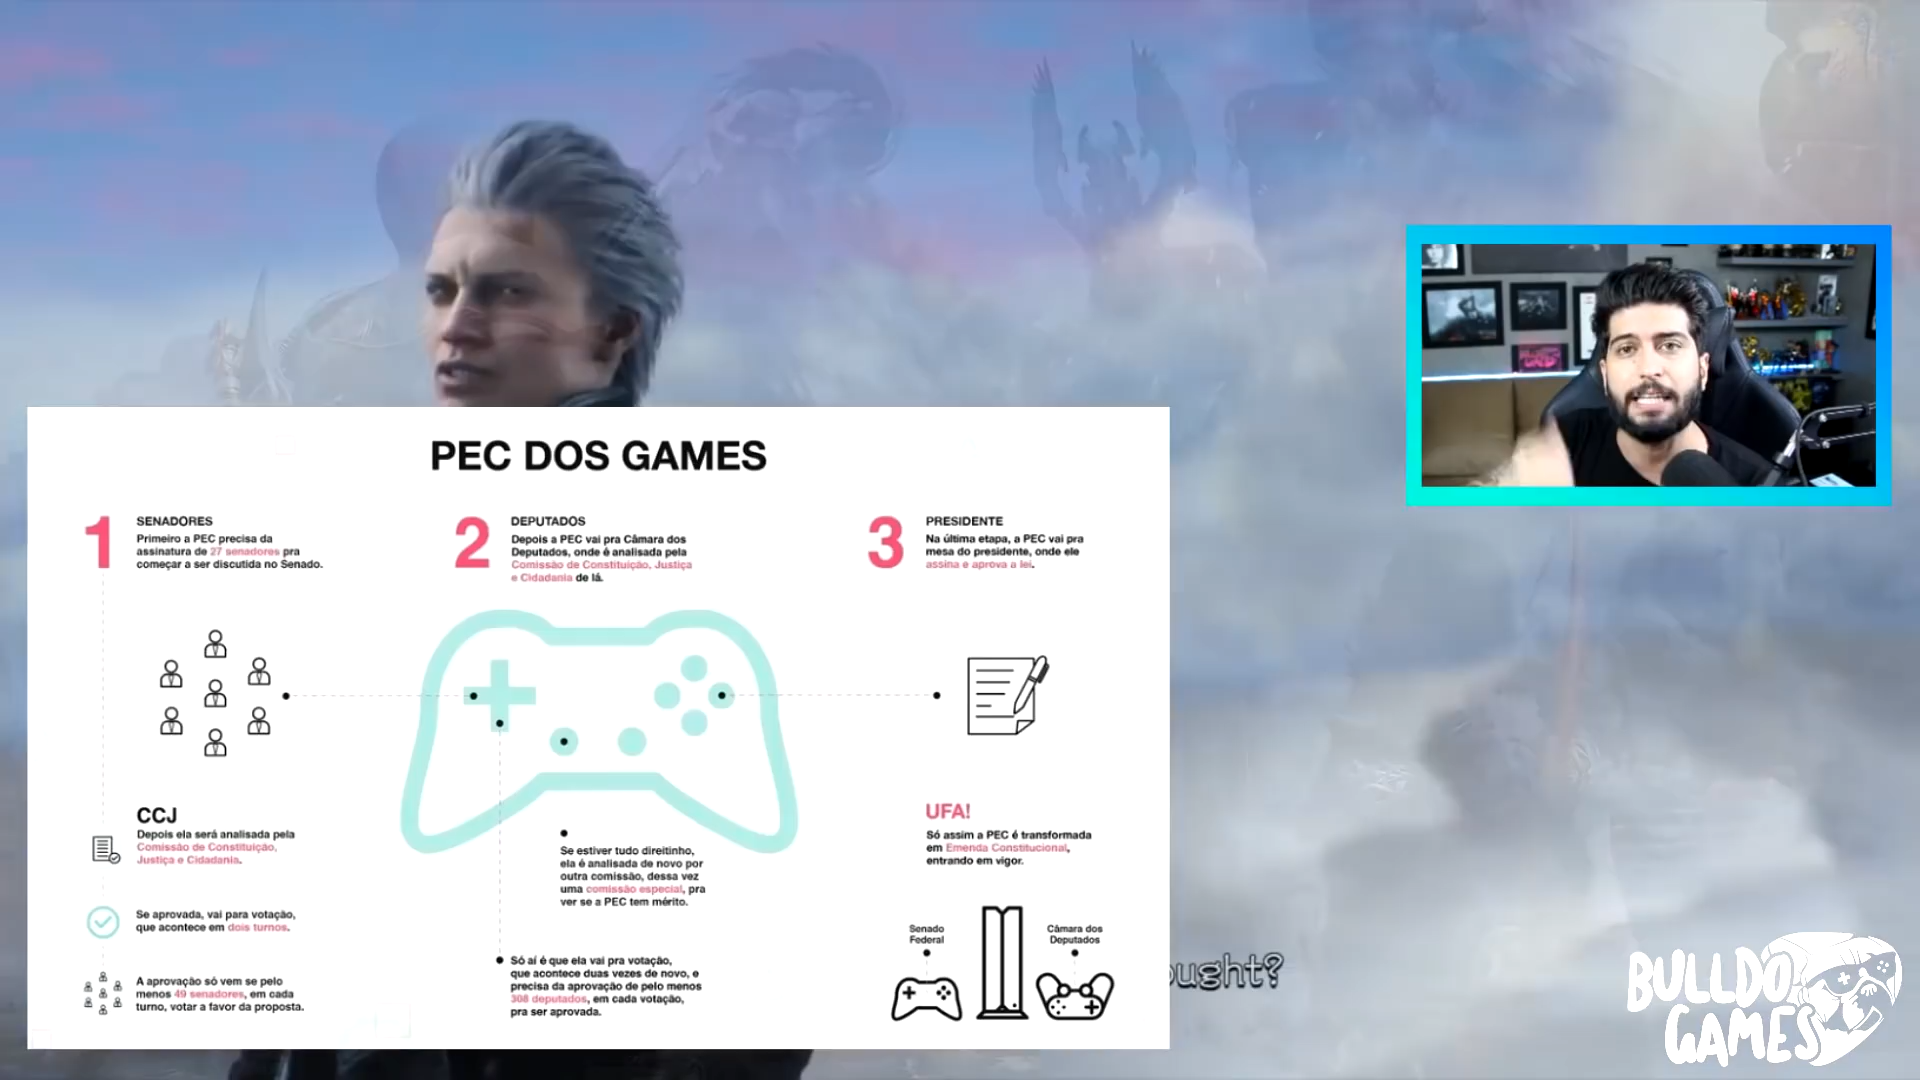 PEC DOS GAMES
1
SENADORES
Primeiro a PEC precisa da
assinatura de 27 senadores pra
começar a ser discutida no Senado.
CCJ
Depois ela será analisada pela
Comissão de Constituição,
Justiça e Cidadania.
Se aprovada, vai para votação,
que acontece em dois turnos.
A aprovação só vem se pelo
menos 49 senadores, em cada
turno, votar a favor da proposta.
2
DEPUTADOS
Depois a PEC vai pra Câmara dos
Deputados, onde é analisada pela
Comissão de Constituição, Justiça
e Cidadania de lá.
Se estiver tudo direitinho,
ela é analisada de novo por
outra comissão, dessa vez
uma comissão especial, pra
ver se a PEC tem mérito.
Só aí é que ela vai pra votação,
que acontece duas vezes de novo, e
precisa da aprovação de pelo menos
308 deputados, em cada votação,
pra ser aprovada.
3
PRESIDENTE
Na última etapa, a PEC vai pra
mesa do presidente, onde ele
assina e aprova a lei.
UFA!
Só assim a PEC é transformada
em Emenda Constitucional,
entrando em vigor.
Senado
Federal
Câmara dos
Deputados
ought?
BULLDO
GAMES